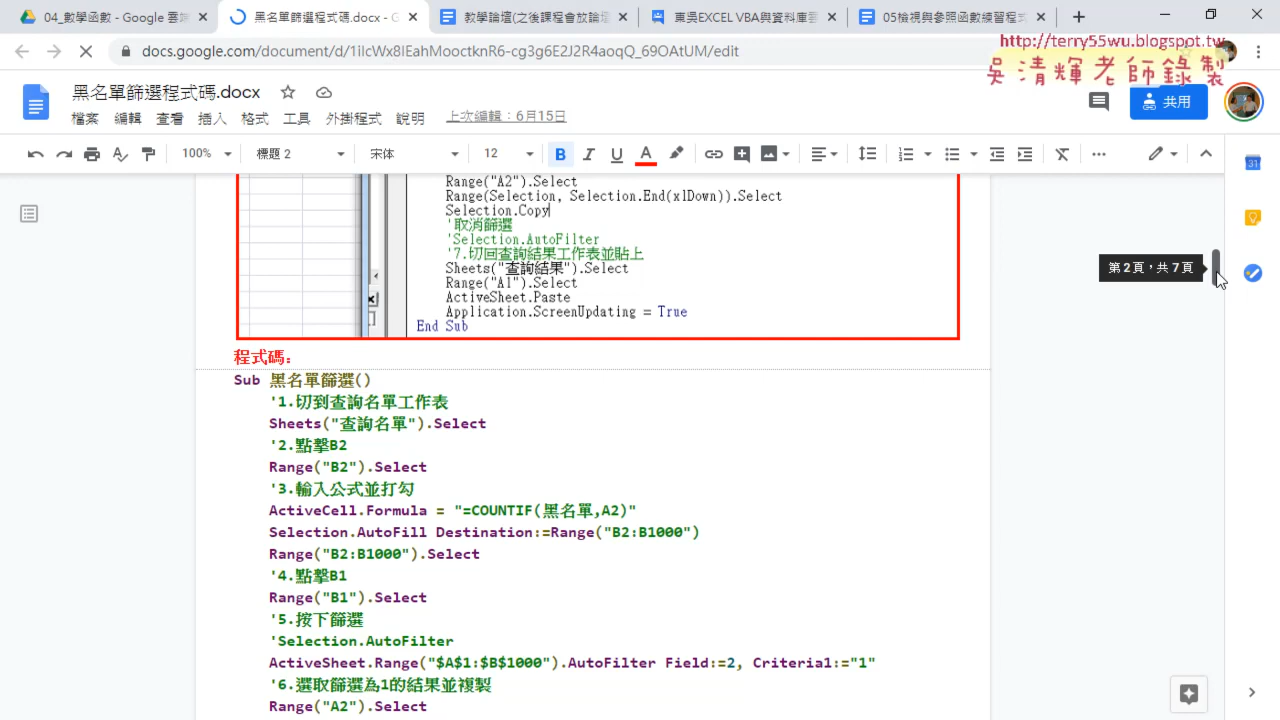 04_數學函數 - Google 雲端
黑名單篩選程式碼.docx - G
教學論壇(之後課程會放論壇
東吳EXCEL VBA與資料庫雲
05檢視與參照函數練習程式
docs.google.com/document/d/1ilcWx8IEahMooctknR6-cg3g6E2J2R4aoqQ_69OAtUM/edit
http://terry55wu.blogspot.tw
吳清輝老師錄製
黑名單篩選程式碼.docx
檔案 編輯 查看 插入 格式 工具 外掛程式 說明 上次編輯：6月15日
共用
100% 標題 2 宋体 12 B I U A
Range("A2").Select
Range(Selection, Selection.End(xlDown)).Select
Selection.Copy
'取消篩選
'Selection.AutoFilter
'7.切回查詢結果工作表並貼上
Sheets("查詢結果").Select
Range("A1").Select
ActiveSheet.Paste
Application.ScreenUpdating = True
End Sub
第 2 頁，共 7 頁
程式碼：
Sub 黑名單篩選()
'1.切到查詢名單工作表
Sheets("查詢名單").Select
'2.點擊B2
Range("B2").Select
'3.輸入公式並打勾
ActiveCell.Formula = "=COUNTIF(黑名單,A2)"
Selection.AutoFill Destination:=Range("B2:B1000")
Range("B2:B1000").Select
'4.點擊B1
Range("B1").Select
'5.按下篩選
'Selection.AutoFilter
ActiveSheet.Range("$A$1:$B$1000").AutoFilter Field:=2, Criteria1:="1"
'6.選取篩選為1的結果並複製
Range("A2").Select